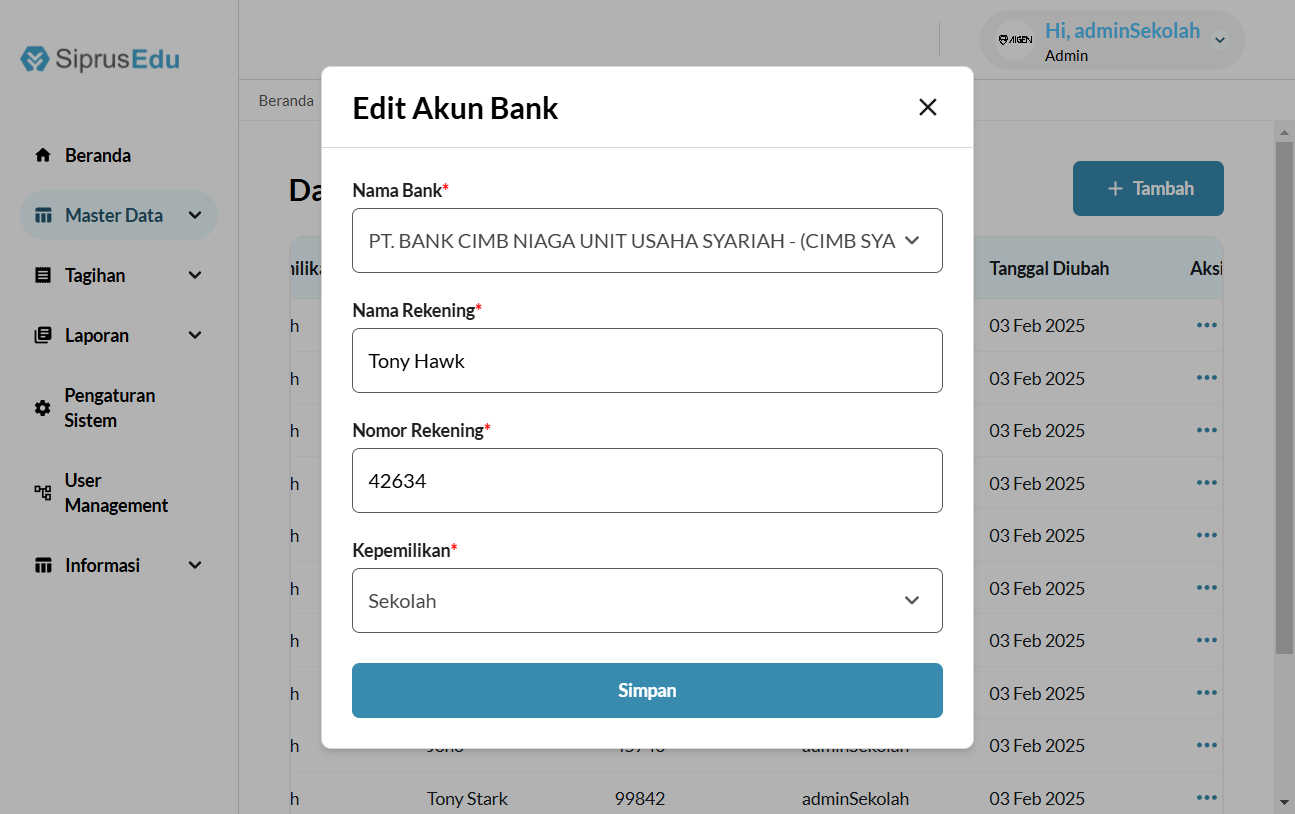 SiprusEdu
AIGEN
Hi, adminSekolah
Admin
Beranda
Beranda
Master Data
Tagihan
Laporan
Pengaturan
Sistem
User
Management
Informasi
Edit Akun Bank
Nama Bank*
PT. BANK CIMB NIAGA UNIT USAHA SYARIAH - (CIMB SYA
Nama Rekening*
Tony Hawk
Nomor Rekening*
42634
Kepemilikan*
Sekolah
Simpan
+ Tambah
Tanggal Diubah Aksi
h 03 Feb 2025
h 03 Feb 2025
h 03 Feb 2025
h 03 Feb 2025
h 03 Feb 2025
h 03 Feb 2025
h 03 Feb 2025
h 03 Feb 2025
h adminSekolah 03 Feb 2025
h Tony Stark 99842 adminSekolah 03 Feb 2025